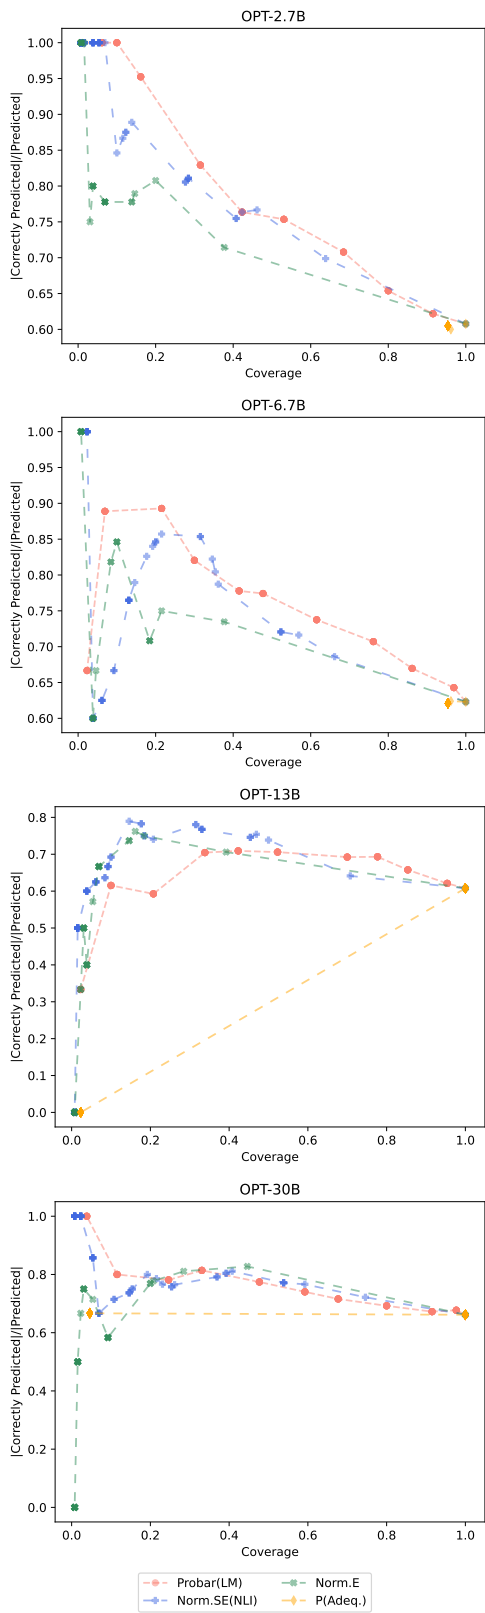 OPT-2.7B
1.00
0.95
0.90
0.85
0.80
0.75
0.70
0.65
0.60
|Correctly Predicted|/|Predicted|
0.0 0.2 0.4 0.6 0.8 1.0
Coverage
OPT-6.7B
1.00
0.95
0.90
0.85
0.80
0.75
0.70
0.65
0.60
|Correctly Predicted|/|Predicted|
0.0 0.2 0.4 0.6 0.8 1.0
Coverage
OPT-13B
0.8
0.7
0.6
0.5
0.4
0.3
0.2
0.1
0.0
|Correctly Predicted|/|Predicted|
0.0 0.2 0.4 0.6 0.8 1.0
Coverage
OPT-30B
1.0
0.8
0.6
0.4
0.2
0.0
|Correctly Predicted|/|Predicted|
0.0 0.2 0.4 0.6 0.8 1.0
Coverage
Probar(LM) Norm.E
Norm.SE(NLI) P(Adeq.)